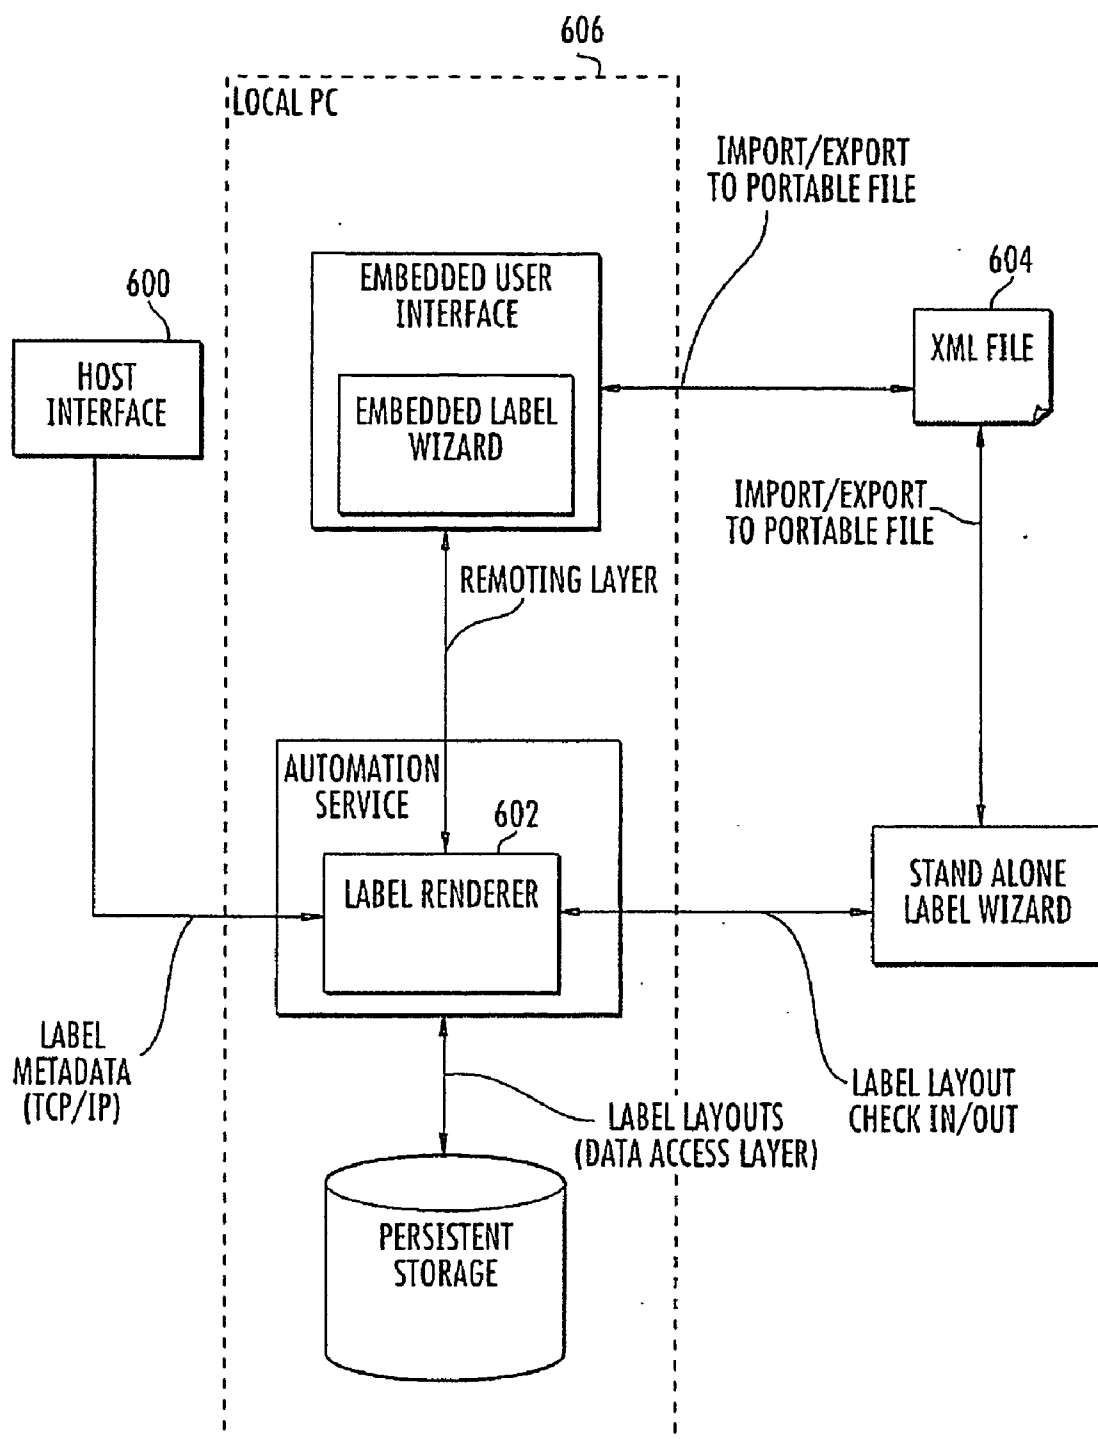 606
LOCAL PC
IMPORT/EXPORT
TO PORTABLE FILE
600
HOST
INTERFACE
EMBEDDED USER
INTERFACE
EMBEDDED LABEL
WIZARD
604
XML FILE
IMPORT/EXPORT
TO PORTABLE FILE
REMOTING LAYER
AUTOMATION
SERVICE
602
LABEL RENDERER
STAND ALONE
LABEL WIZARD
LABEL
METADATA
(TCP/IP)
LABEL LAYOUTS
(DATA ACCESS LAYER)
LABEL LAYOUT
CHECK IN/OUT
PERSISTENT
STORAGE